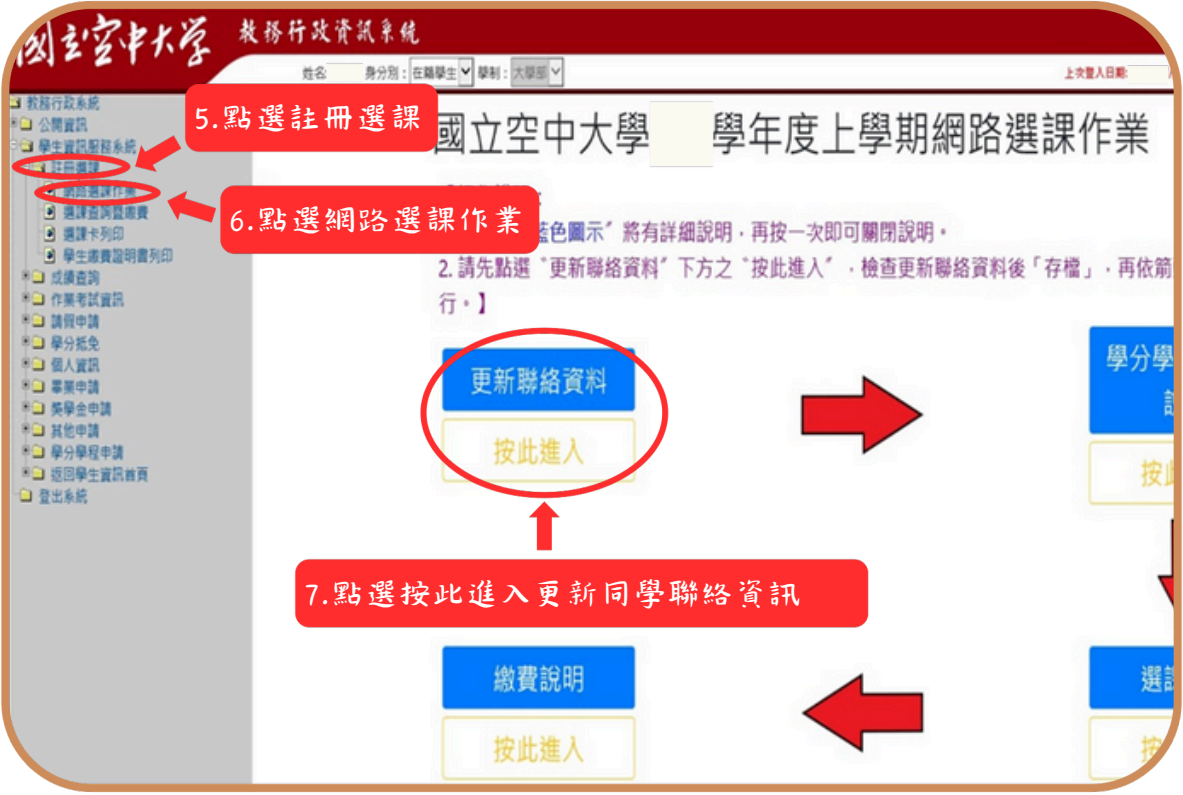 國立空中大學 教務行政資訊系統
姓名: 身分別:在籍學生 學制:大學部
上次登入日期:
教務行政系統
公開資訊
學生資訊服務系統
註冊選課
網路選課作業
選課查詢暨繳費
選課卡列印
學生繳費證明書列印
成績查詢
作業考試資訊
請假申請
學分抵免
個人資訊
畢業申請
獎學金申請
其他申請
學分學程申請
返回學生資訊首頁
登出系統
5.點選註冊選課
6.點選網路選課作業
國立空中大學 學年度上學期網路選課作業
藍色圖示˝將有詳細說明,再按一次即可關閉說明。
2. 請先點選〝更新聯絡資料˝下方之〝按此進入˝,檢查更新聯絡資料後「存檔」,再依箭
行。】
更新聯絡資料
按此進入
學分學
按此
7.點選按此進入更新同學聯絡資訊
繳費說明
按此進入
選課
按